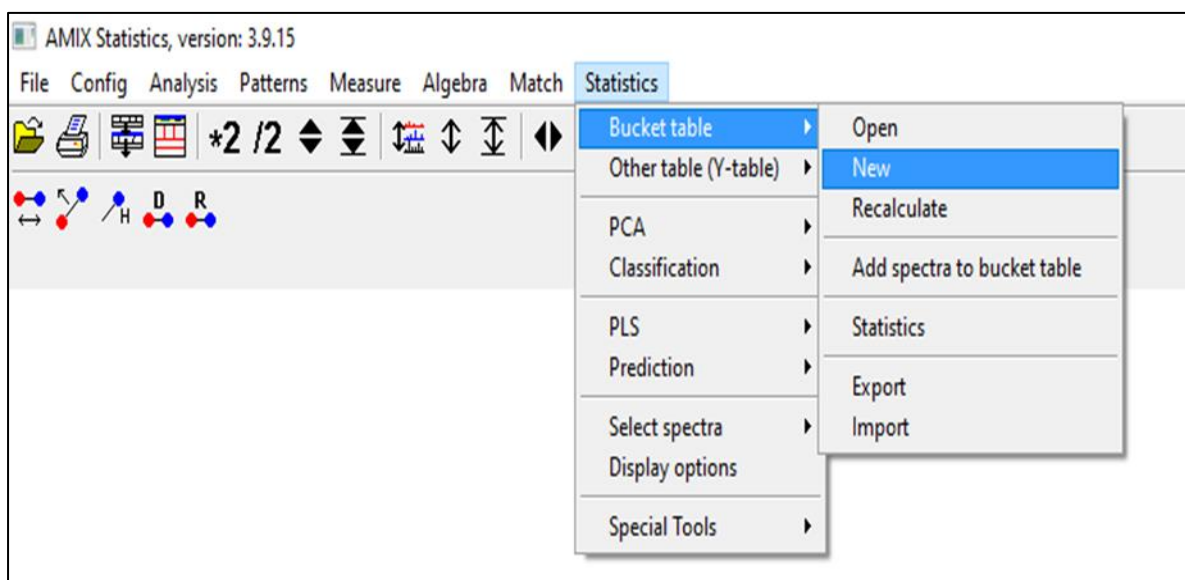 AMIX Statistics, version: 3.9.15
File Config Analysis Patterns Measure Algebra Match Statistics
*2 /2
H D R
Bucket table
Other table (Y-table)
PCA
Classification
PLS
Prediction
Select spectra
Display options
Special Tools
Open
New
Recalculate
Add spectra to bucket table
Statistics
Export
Import